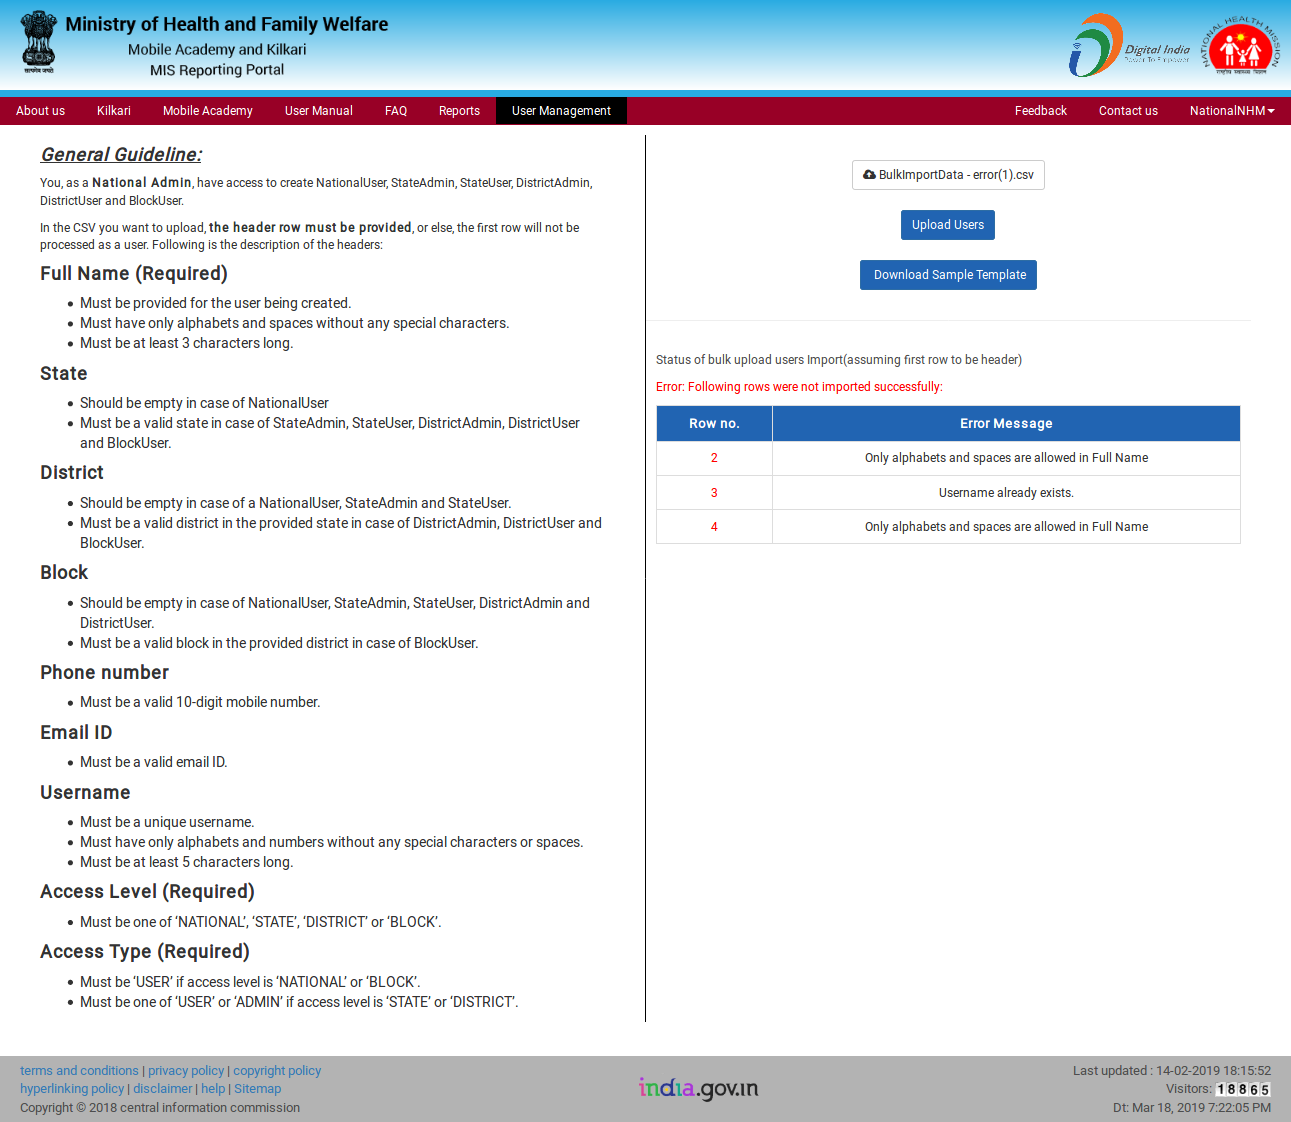 Ministry of Health and Family Welfare
Mobile Academy and Kilkari
MIS Reporting Portal
सत्यमेव जयते
Digital India
Power To Empower
NATIONAL HEALTH MISSION
राष्ट्रीय स्वास्थ्य मिशन
About us Kilkari Mobile Academy User Manual FAQ Reports User Management Feedback Contact us NationalNHM
General Guideline:
You, as a National Admin, have access to create NationalUser, StateAdmin, StateUser, DistrictAdmin,
DistrictUser and BlockUser.
In the CSV you want to upload, the header row must be provided, or else, the first row will not be
processed as a user. Following is the description of the headers:
Full Name (Required)
• Must be provided for the user being created.
• Must have only alphabets and spaces without any special characters.
• Must be at least 3 characters long.
State
• Should be empty in case of NationalUser
• Must be a valid state in case of StateAdmin, StateUser, DistrictAdmin, DistrictUser
and BlockUser.
District
• Should be empty in case of a NationalUser, StateAdmin and StateUser.
• Must be a valid district in the provided state in case of DistrictAdmin, DistrictUser and
BlockUser.
Block
• Should be empty in case of NationalUser, StateAdmin, StateUser, DistrictAdmin and
DistrictUser.
• Must be a valid block in the provided district in case of BlockUser.
Phone number
• Must be a valid 10-digit mobile number.
Email ID
• Must be a valid email ID.
Username
• Must be a unique username.
• Must have only alphabets and numbers without any special characters or spaces.
• Must be at least 5 characters long.
Access Level (Required)
• Must be one of ‘NATIONAL’, ‘STATE’, ‘DISTRICT’ or ‘BLOCK’.
Access Type (Required)
• Must be ‘USER’ if access level is ‘NATIONAL’ or ‘BLOCK’.
• Must be one of ‘USER’ or ‘ADMIN’ if access level is ‘STATE’ or ‘DISTRICT’.
BulkImportData - error(1).csv
Upload Users
Download Sample Template
Status of bulk upload users Import(assuming first row to be header)
Error: Following rows were not imported successfully:
Row no. Error Message
2 Only alphabets and spaces are allowed in Full Name
3 Username already exists.
4 Only alphabets and spaces are allowed in Full Name
terms and conditions | privacy policy | copyright policy
hyperlinking policy | disclaimer | help | Sitemap
Copyright © 2018 central information commission
india.gov.in
Last updated : 14-02-2019 18:15:52
Visitors: 18865
Dt: Mar 18, 2019 7:22:05 PM